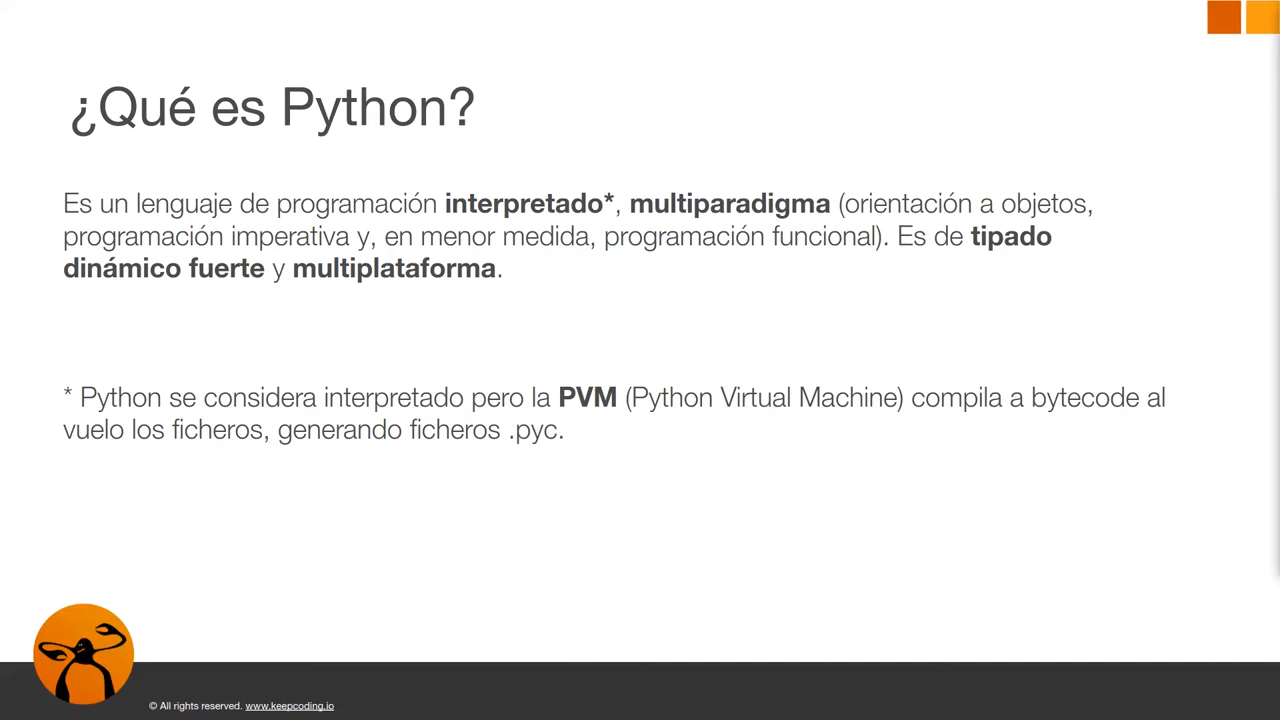 ¿Qué es Python?
Es un lenguaje de programación interpretado*, multiparadigma (orientación a objetos,
programación imperativa y, en menor medida, programación funcional). Es de tipado
dinámico fuerte y multiplataforma.
* Python se considera interpretado pero la PVM (Python Virtual Machine) compila a bytecode al
vuelo los ficheros, generando ficheros .pyc.
© All rights reserved. www.keepcoding.io